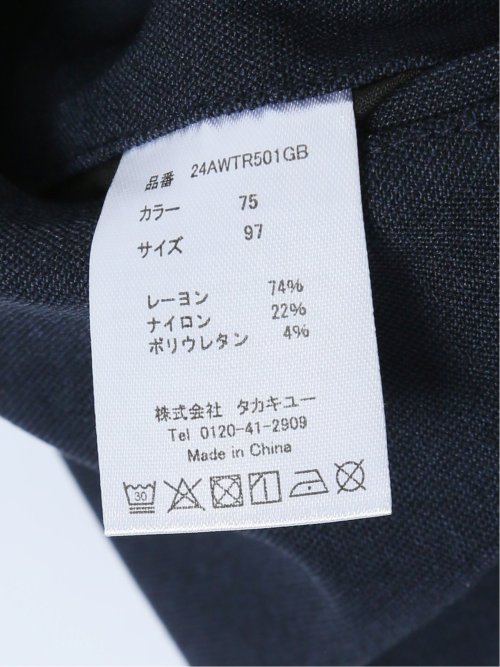 品番 24AWTR501GB
カラー 75
サイズ 97
レーヨン 74%
ナイロン 22%
ポリウレタン 4%
株式会社 タカキユー
Tel 0120-41-2909
Made in China
30